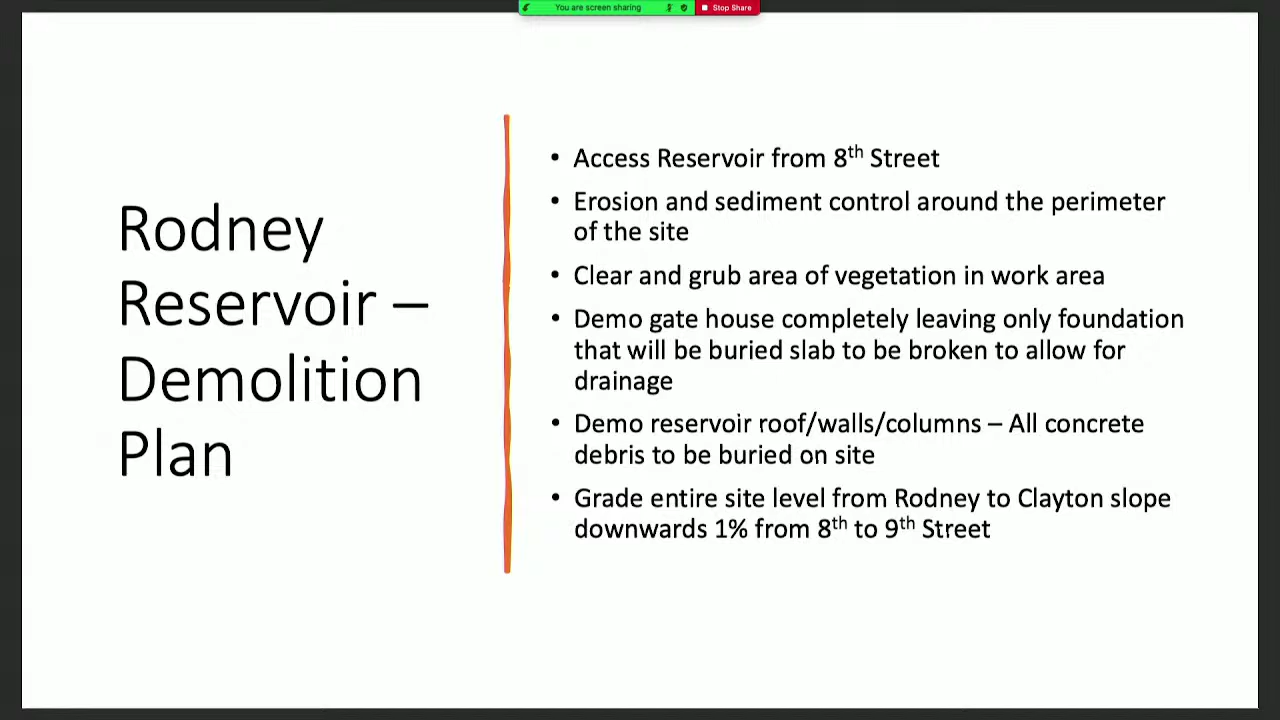 You are screen sharing
Stop Share
Rodney
Reservoir –
Demolition
Plan
• Access Reservoir from 8th Street
• Erosion and sediment control around the perimeter
of the site
• Clear and grub area of vegetation in work area
• Demo gate house completely leaving only foundation
that will be buried slab to be broken to allow for
drainage
• Demo reservoir roof/walls/columns – All concrete
debris to be buried on site
• Grade entire site level from Rodney to Clayton slope
downwards 1% from 8th to 9th Street